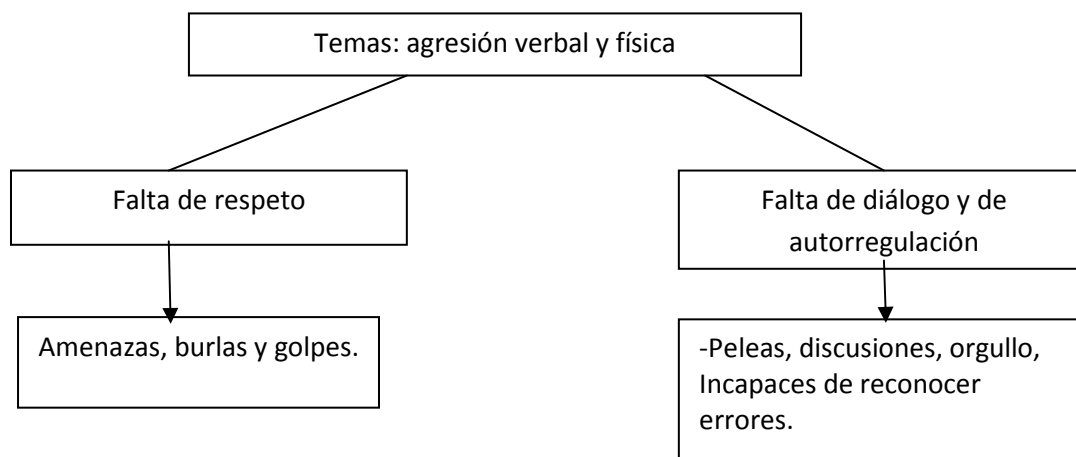 Temas: agresión verbal y física
Falta de respeto
Amenazas, burlas y golpes.
Falta de diálogo y de
autorregulación
-Peleas, discusiones, orgullo,
Incapaces de reconocer
errores.